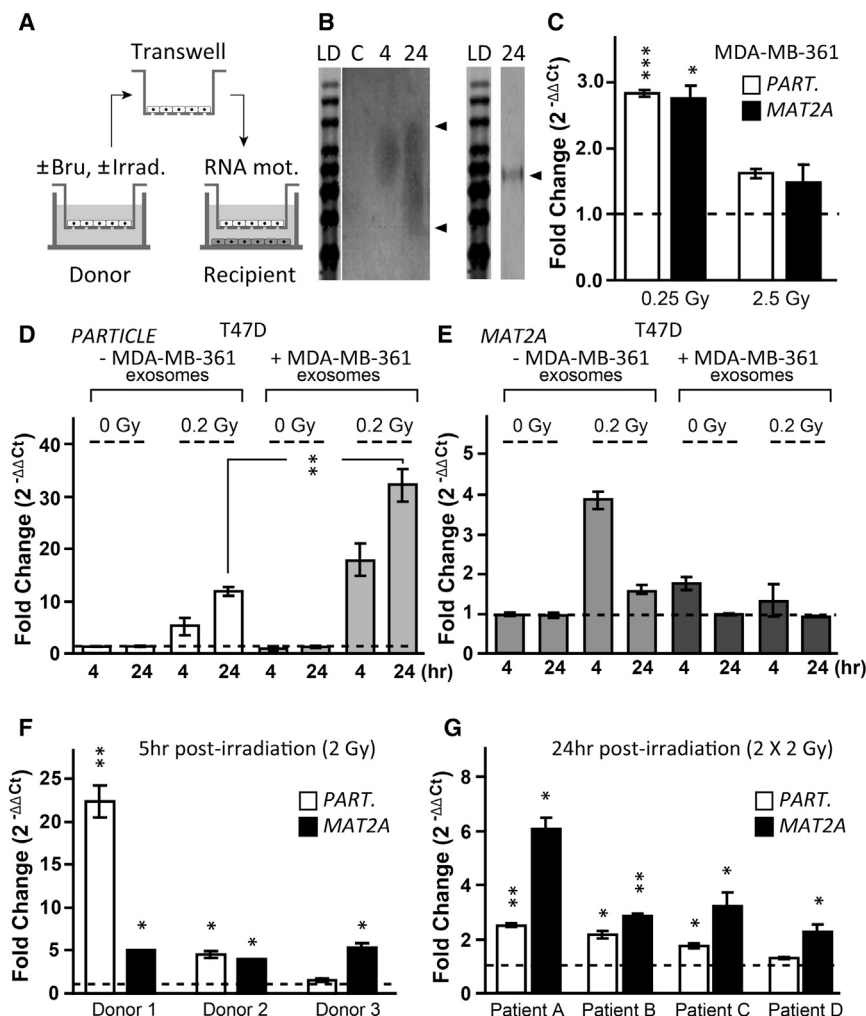 A
Transwell
±Bru, ±Irrad.
RNA mot.
Donor
Recipient
B
LD C 4 24
LD 24
C
MDA-MB-361
PART.
MAT2A
Fold Change (2 -ΔΔCt)
3.0
2.0
1.0
0.0
***
*
0.25 Gy
2.5 Gy
D
PARTICLE
T47D
- MDA-MB-361
exosomes
+ MDA-MB-361
exosomes
0 Gy
0.2 Gy
0 Gy
0.2 Gy
**
Fold Change (2 -ΔΔCt)
40
30
20
10
0
4 24 4 24 4 24 4 24 (hr)
E
MAT2A
T47D
- MDA-MB-361
exosomes
+ MDA-MB-361
exosomes
0 Gy
0.2 Gy
0 Gy
0.2 Gy
Fold Change (2 -ΔΔCt)
5
4
3
2
1
0
4 24 4 24 4 24 4 24 (hr)
F
5hr post-irradiation (2 Gy)
PART.
MAT2A
Fold Change (2 -ΔΔCt)
25
20
15
10
5
0
**
*
*
*
*
Donor 1
Donor 2
Donor 3
G
24hr post-irradiation (2 X 2 Gy)
PART.
MAT2A
Fold Change (2 -ΔΔCt)
8
6
4
2
0
**
*
*
**
*
*
*
Patient A
Patient B
Patient C
Patient D